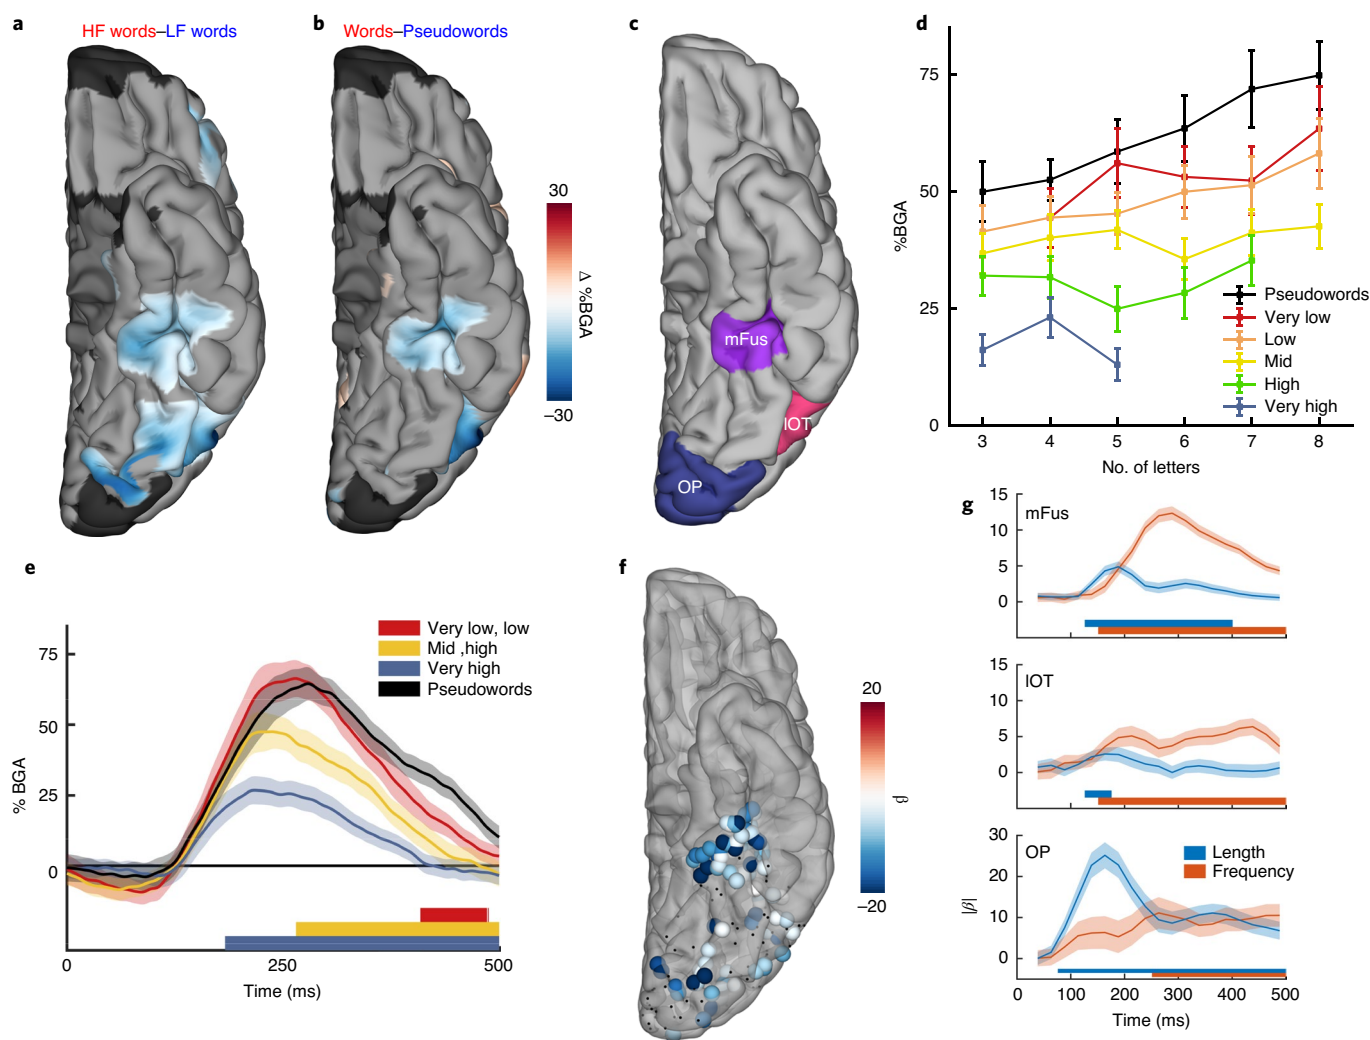 a
HF words–LF words
b
Words–Pseudowords
30
Δ %BGA
–30
c
mFus
lOT
OP
d
75
50
25
0
%BGA
3 4 5 6 7 8
No. of letters
Pseudowords
Very low
Low
Mid
High
Very high
e
75
50
25
0
% BGA
0 250 500
Time (ms)
Very low, low
Mid ,high
Very high
Pseudowords
f
20
β
–20
g
mFus
15
10
5
0
lOT
15
10
5
0
OP
30
20
10
0
|β|
Length
Frequency
0 100 200 300 400 500
Time (ms)